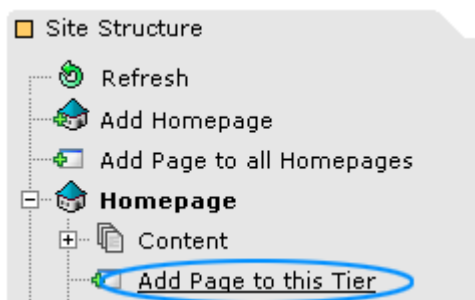 Site Structure
Refresh
Add Homepage
Add Page to all Homepages
Homepage
Content
Add Page to this Tier